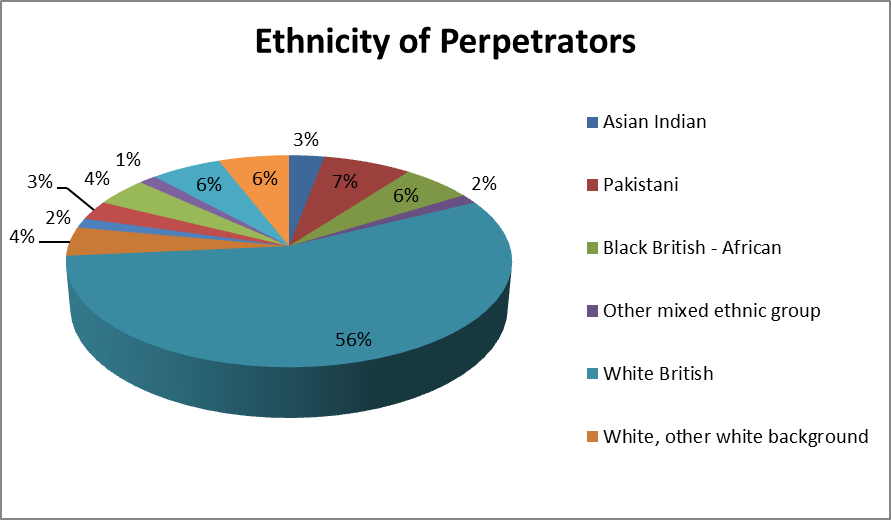 Ethnicity of Perpetrators
3%
7%
6%
2%
56%
4%
2%
3%
4%
1%
6%
6%
Asian Indian
Pakistani
Black British - African
Other mixed ethnic group
White British
White, other white background